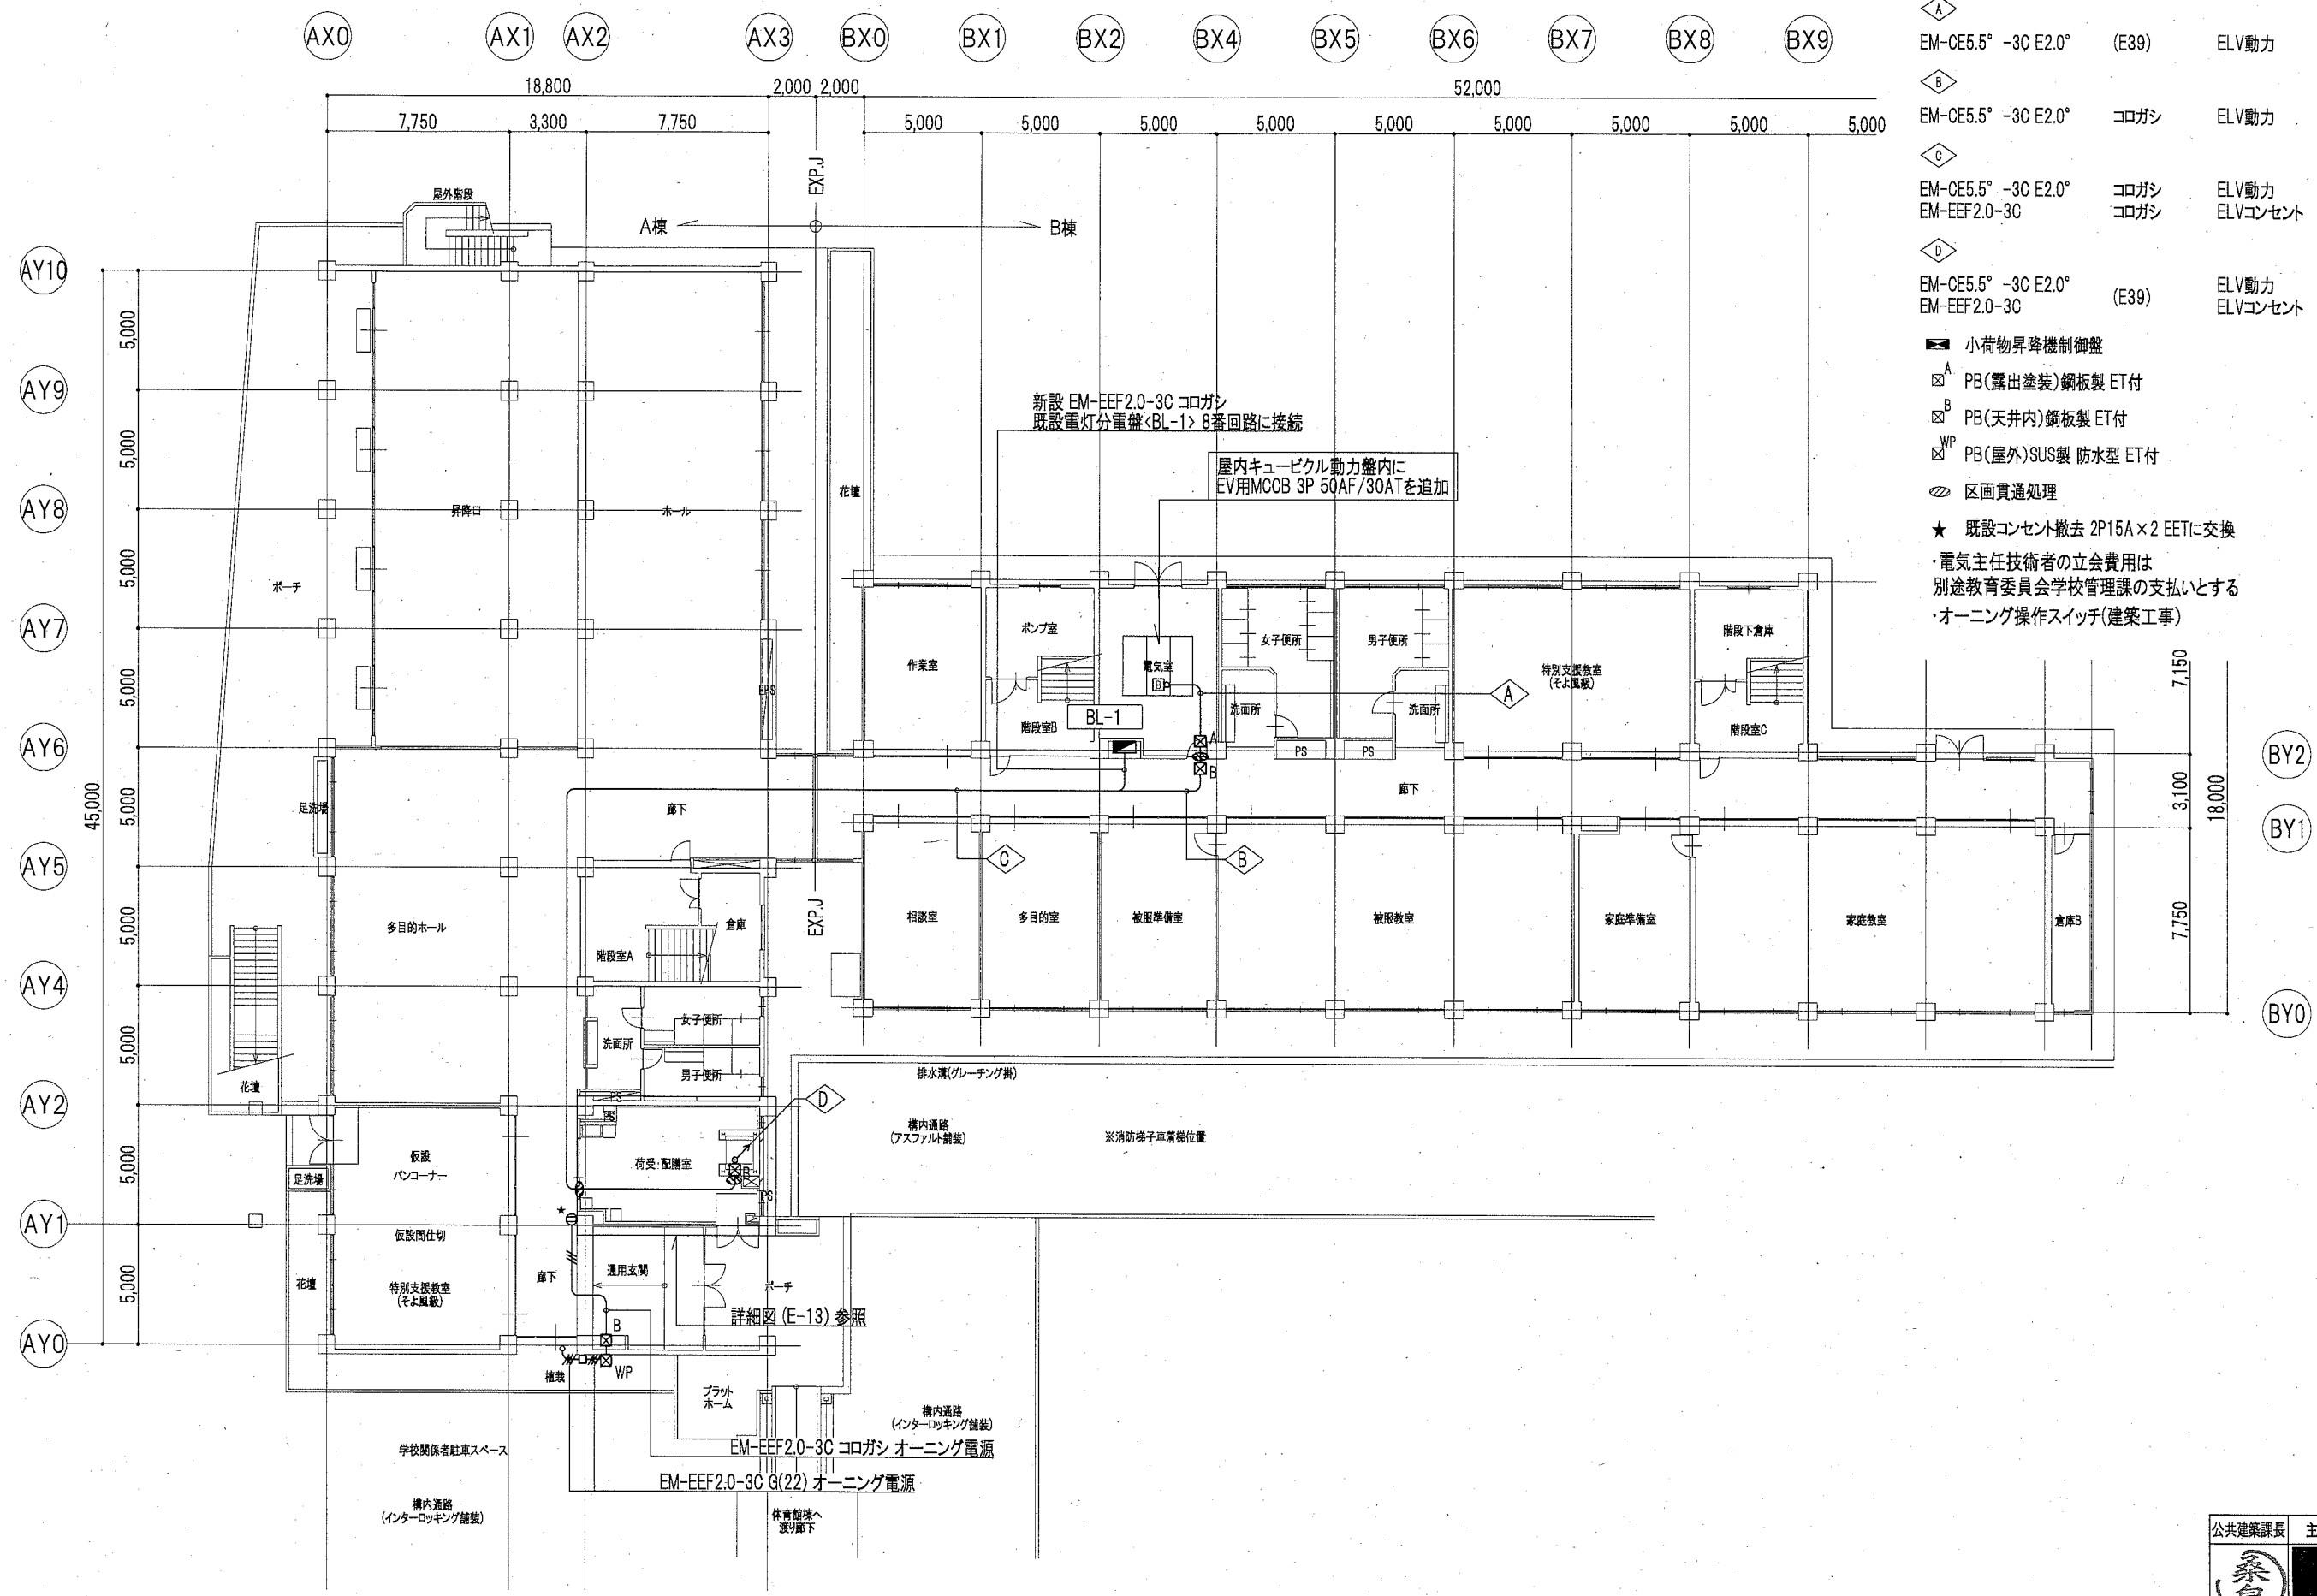 AX0 AX1 AX2 AX3 BX0 BX1 BX2 BX4 BX5 BX6 BX7 BX8 BX9
18,800 2,000 2,000 52,000
7,750 3,300 7,750 5,000 5,000 5,000 5,000 5,000 5,000 5,000 5,000 5,000
A
EM-CE5.5° -3C E2.0° (E39) ELV動力
B
EM-CE5.5° -3C E2.0° コロガシ ELV動力
C
EM-CE5.5° -3C E2.0° コロガシ ELV動力
EM-EEF2.0-3C コロガシ ELVコンセント
D
EM-CE5.5° -3C E2.0° ELV動力
(E39)
EM-EEF2.0-3C ELVコンセント
小荷物昇降機制御盤
A PB(露出塗装)鋼板製 ET付
B PB(天井内)鋼板製 ET付
WP PB(屋外)SUS製 防水型 ET付
区画貫通処理
★ 既設コンセント撤去 2P15A×2 EETに交換
・電気主任技術者の立会費用は
別途教育委員会学校管理課の支払いとする
・オーニング操作スイッチ(建築工事)
EXP.J
屋外階段
A棟 B棟
AY10
5,000
AY9
5,000
AY8
5,000
AY7
5,000
AY6
5,000
AY5
5,000
AY4
5,000
AY2
5,000
AY1
5,000
AY0
45,000
新設 EM-EEF2.0-3C コロガシ
既設電灯分電盤<BL-1> 8番回路に接続
屋内キュービクル動力盤内に
EV用MCCB 3P 50AF/30ATを追加
花壇
昇降口 ホール
ポーチ
EPS
作業室
ポンプ室
階段室B
電気室
B
BL-1
A
B
女子便所
洗面所
男子便所
洗面所
PS PS
A
特別支援教室
(そよ風級)
階段下倉庫
階段室C
7,150
3,100
18,000
7,750
BY2
BY1
BY0
足洗場
廊下
廊下
C
B
EXP.J
多目的ホール
階段室A
倉庫
相談室
多目的室
被服準備室
被服教室
家庭準備室
家庭教室
倉庫B
女子便所
洗面所
男子便所
花壇
PS
PS
D
排水溝(グレーチング掛)
構内通路
(アスファルト舗装)
※消防梯子車着梯位置
仮設
パンコーナー
足洗場
荷受・配膳室
B
PS
★
仮設間仕切
花壇
特別支援教室
(そよ風級)
廊下
通用玄関
ポーチ
詳細図 (E-13) 参照
B
WP
植栽
プラット
ホーム
構内通路
(インターロッキング舗装)
EM-EEF2.0-3C コロガシ オーニング電源
EM-EEF2.0-3C G(22) オーニング電源
学校関係者駐車スペース
構内通路
(インターロッキング舗装)
体育館棟へ
渡り廊下
公共建築課長 主